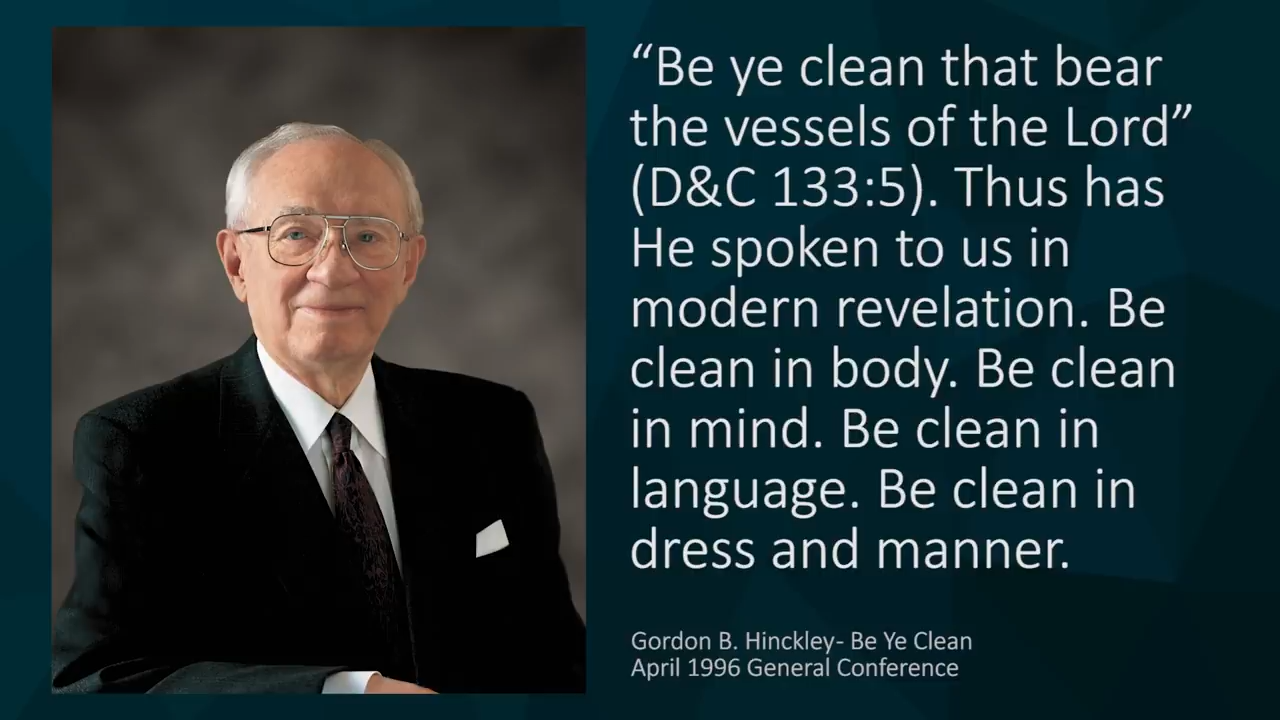 “Be ye clean that bear
the vessels of the Lord”
(D&C 133:5). Thus has
He spoken to us in
modern revelation. Be
clean in body. Be clean
in mind. Be clean in
language. Be clean in
dress and manner.
Gordon B. Hinckley- Be Ye Clean
April 1996 General Conference